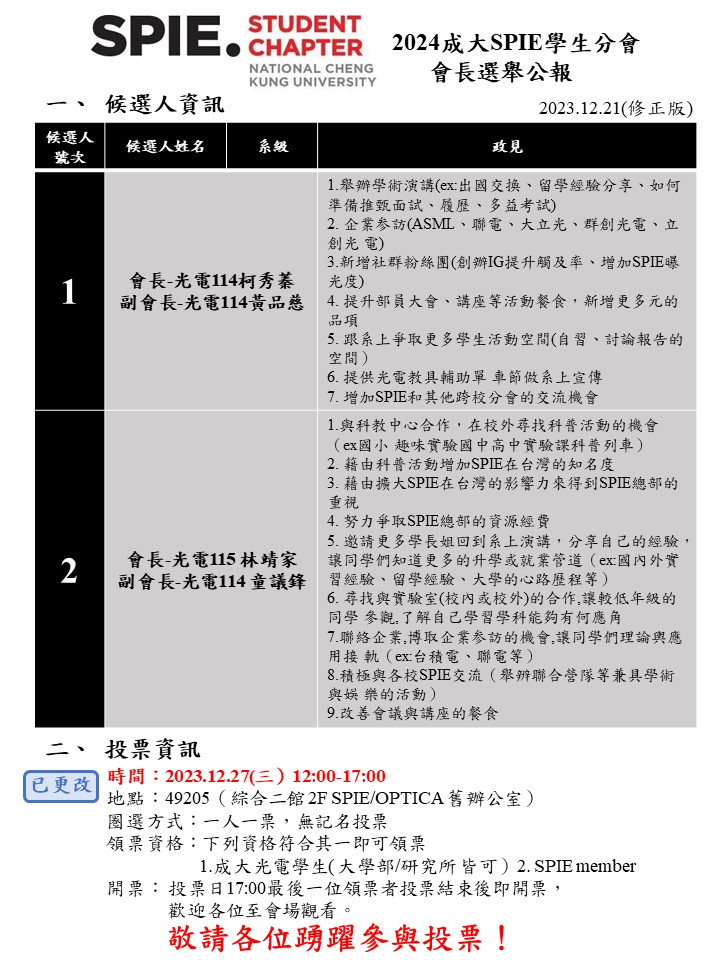 SPIE. STUDENT
CHAPTER
NATIONAL CHENG
KUNG UNIVERSITY
2024成大SPIE學生分會
會長選舉公報
一、 候選人資訊
2023.12.21(修正版)
候選人
號次
候選人姓名
系級
政見
1
會長-光電114柯秀蓁
副會長-光電114黃品慈
1.舉辦學術演講(ex:出國交換、留學經驗分享、如何
準備推甄面試、履歷、多益考試)
2. 企業參訪(ASML、聯電、大立光、群創光電、立
創光 電)
3.新增社群粉絲團(創辦IG提升觸及率、增加SPIE曝
光度)
4. 提升部員大會、講座等活動餐食，新增更多元的
品項
5. 跟系上爭取更多學生活動空間(自習、討論報告的
空間）
6. 提供光電教具輔助單 車節做系上宣傳
7. 增加SPIE和其他跨校分會的交流機會
2
會長-光電115 林靖家
副會長-光電114 童議鋒
1.與科教中心合作，在校外尋找科普活動的機會
（ex國小 趣味實驗國中高中實驗課科普列車）
2. 藉由科普活動增加SPIE在台灣的知名度
3. 藉由擴大SPIE在台灣的影響力來得到SPIE總部的
重視
4. 努力爭取SPIE總部的資源經費
5. 邀請更多學長姐回到系上演講，分享自己的經驗，
讓同學們知道更多的升學或就業管道（ex:國內外實
習經驗、留學經驗、大學的心路歷程等）
6. 尋找與實驗室(校內或校外)的合作,讓較低年級的
同學 參觀,了解自己學習學科能夠有何應角
7.聯絡企業,博取企業參訪的機會,讓同學們理論與應
用接 軌（ex:台積電、聯電等）
8.積極與各校SPIE交流（舉辦聯合營隊等兼具學術
與娛 樂的活動）
9.改善會議與講座的餐食
二、 投票資訊
已更改
時間：2023.12.27(三）12:00-17:00
地點：49205（綜合二館 2F SPIE/OPTICA 舊辦公室）
圈選方式：一人一票，無記名投票
領票資格：下列資格符合其一即可領票
1.成大光電學生( 大學部/研究所 皆可 ）2. SPIE member
開票： 投票日17:00最後一位領票者投票結束後即開票，
歡迎各位至會場觀看。
敬請各位踴躍參與投票！